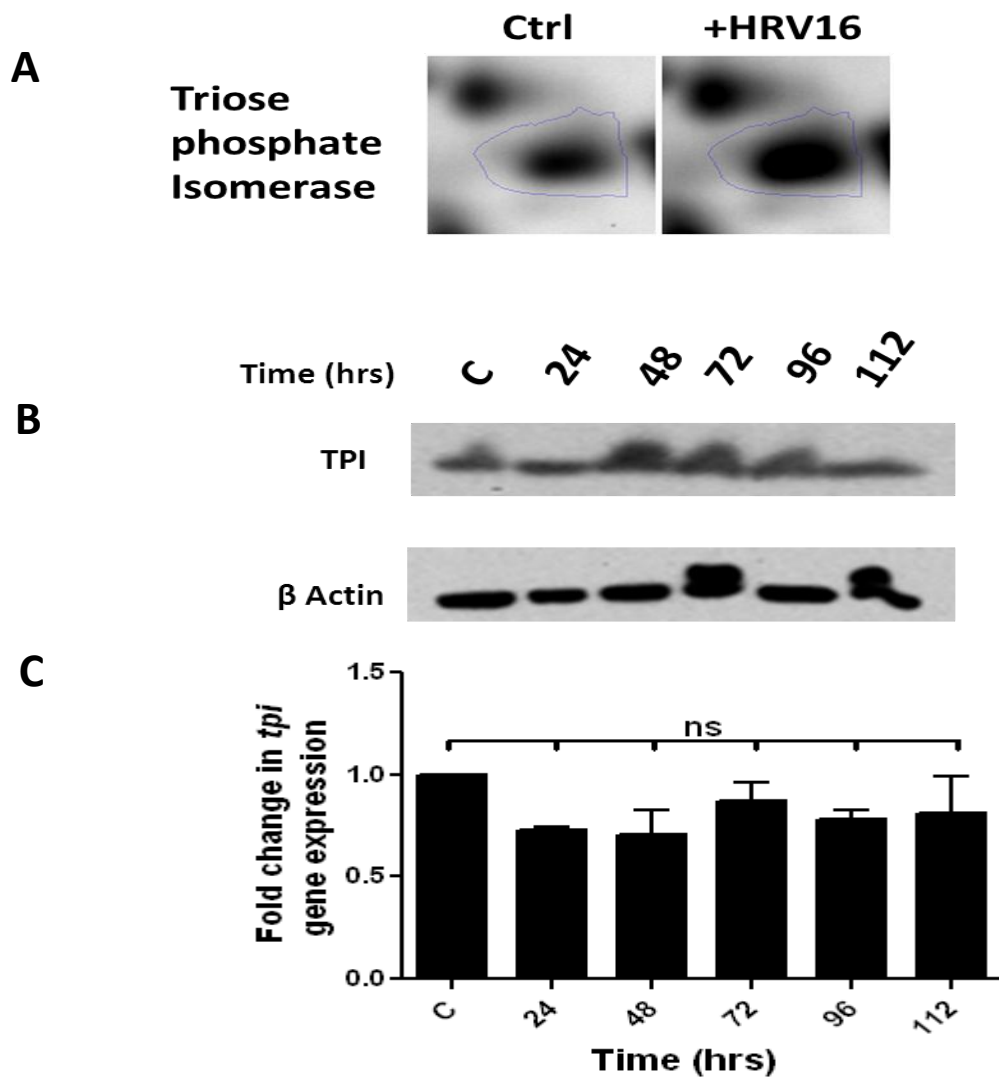 A
Ctrl
+HRV16
Triose
phosphate
Isomerase
Time (hrs)
C
24
48
72
96
112
B
TPI
β Actin
C
Fold change in tpi
gene expression
1.5
1.0
0.5
0.0
ns
C
24
48
72
96
112
Time (hrs)